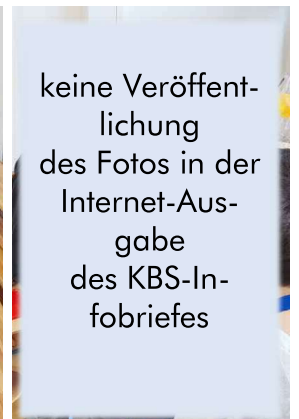 keine Veröffent-
lichung
des Fotos in der
Internet-Aus-
gabe
des KBS-In-
fobriefes